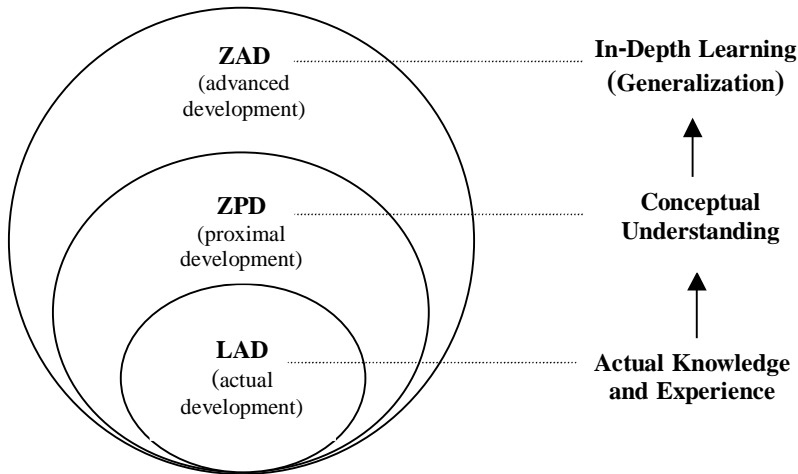 ZAD
(advanced
development)
In-Depth Learning
(Generalization)
ZPD
(proximal
development)
Conceptual
Understanding
LAD
(actual
development)
Actual Knowledge
and Experience